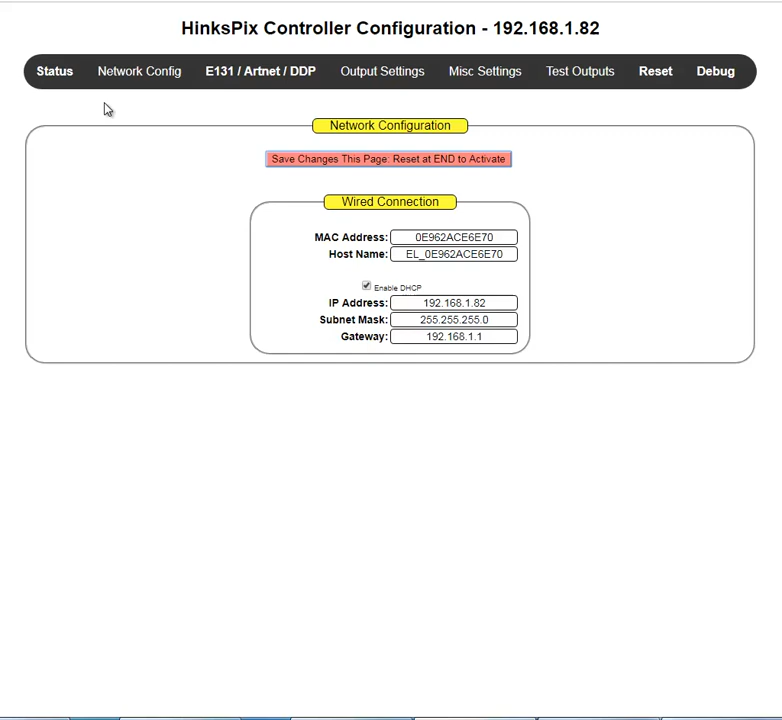 HinksPix Controller Configuration - 192.168.1.82
Status Network Config E131 / Artnet / DDP Output Settings Misc Settings Test Outputs Reset Debug
Network Configuration
Save Changes This Page: Reset at END to Activate
Wired Connection
MAC Address: 0E962ACE6E70
Host Name: EL_0E962ACE6E70
Enable DHCP
IP Address: 192.168.1.82
Subnet Mask: 255.255.255.0
Gateway: 192.168.1.1